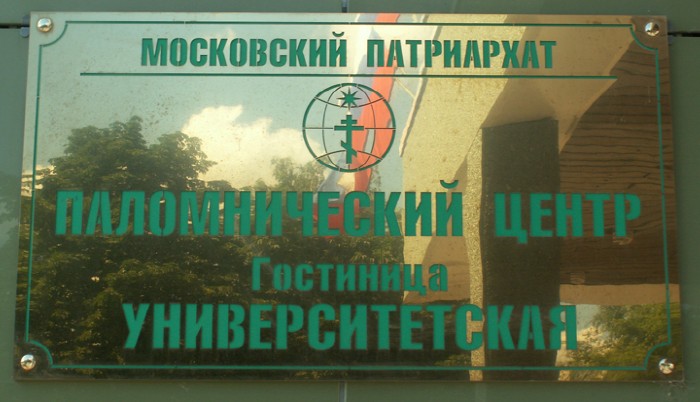 МОСКОВСКИЙ ПАТРИАРХАТ
ПАЛОМНИЧЕСКИЙ ЦЕНТР
Гостиница
УНИВЕРСИТЕТСКАЯ